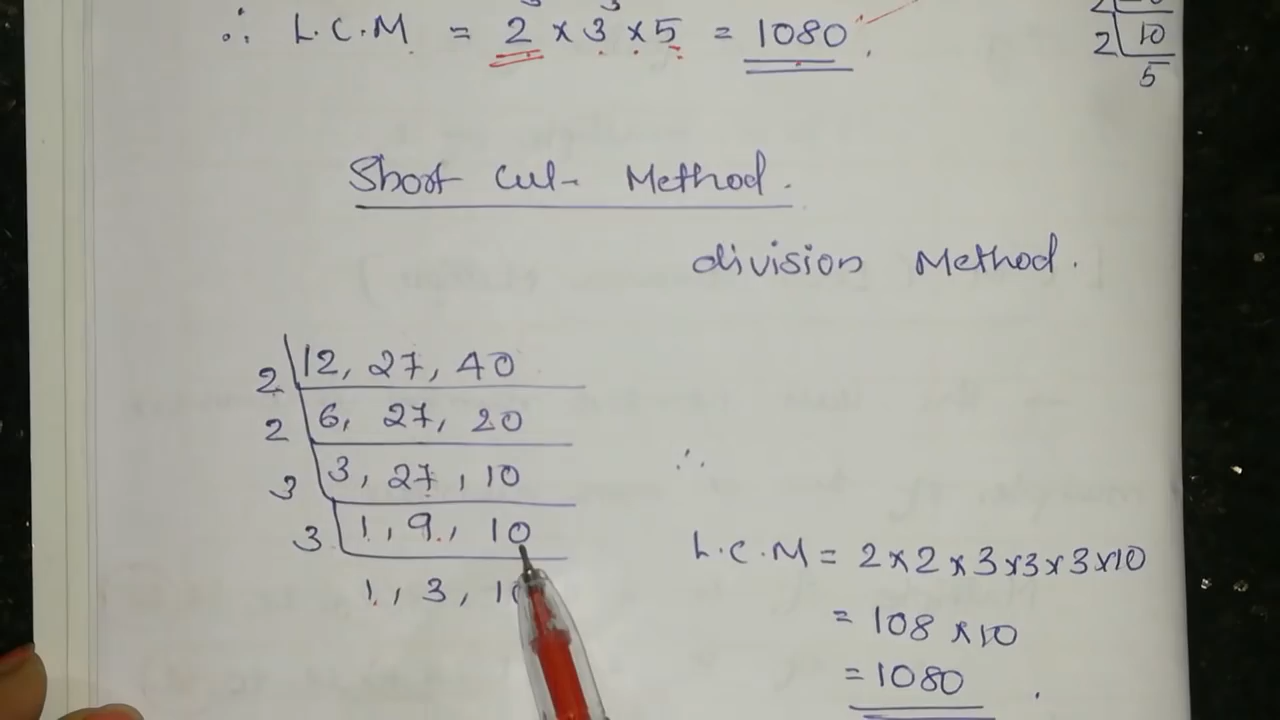 ∴ L.C.M = 2³ × 3³ × 5 = 1080.
2 10
5
Short cut Method.
division Method.
2 12, 27, 40
2 6, 27, 20
3 3, 27, 10
3 1, 9, 10
1, 3, 10
∴
L.C.M = 2×2×3×3×3×10
= 108 × 10
= 1080.